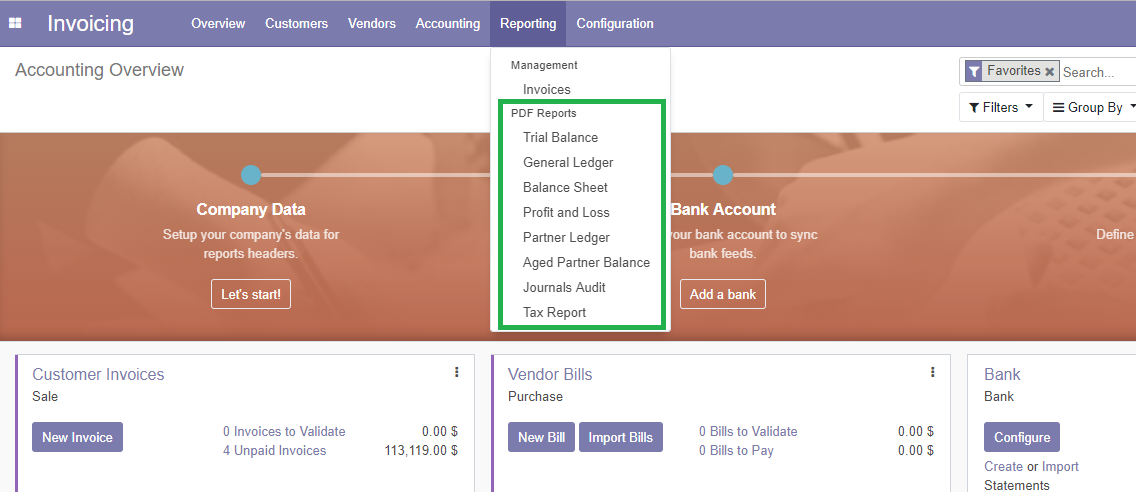 Invoicing
Overview
Customers
Vendors
Accounting
Reporting
Configuration
Accounting Overview
Favorites
Search...
Filters
Group By
Management
Invoices
PDF Reports
Trial Balance
General Ledger
Balance Sheet
Profit and Loss
Partner Ledger
Aged Partner Balance
Journals Audit
Tax Report
Company Data
Setup your company's data for
reports headers.
Let's start!
Bank Account
your bank account to sync
bank feeds.
Add a bank
Define
Customer Invoices
Sale
New Invoice
0 Invoices to Validate 0.00 $
4 Unpaid Invoices 113,119.00 $
Vendor Bills
Purchase
New Bill
Import Bills
0 Bills to Validate 0.00 $
0 Bills to Pay 0.00 $
Bank
Bank
Configure
Create or Import
Statements